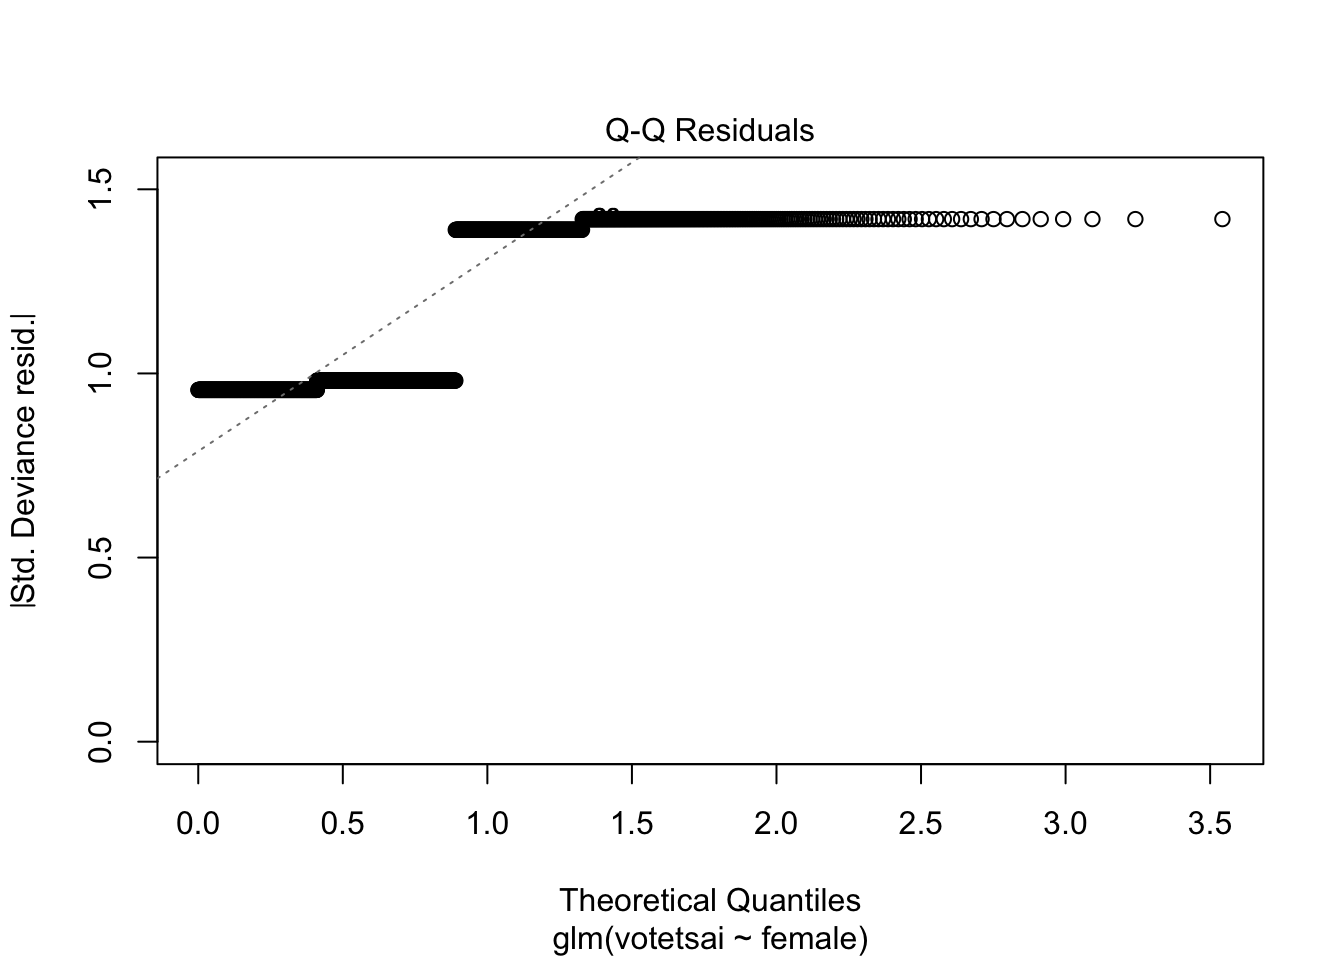 Q-Q Residuals
|Std. Deviance resid.|
1.5
1.0
0.5
0.0
0.0 0.5 1.0 1.5 2.0 2.5 3.0 3.5
Theoretical Quantiles
glm(votetsai ~ female)